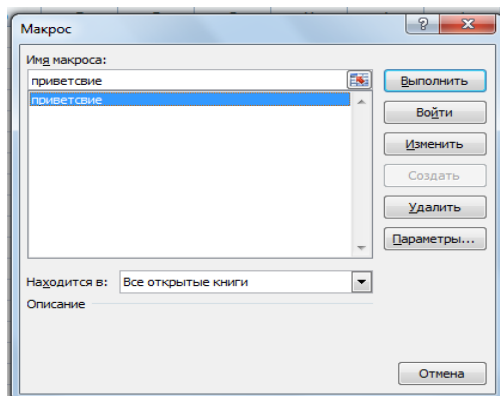 Макрос
Имя макроса:
приветсвие
приветсвие
Выполнить
Войти
Изменить
Создать
Удалить
Параметры...
Находится в: Все открытые книги
Описание
Отмена